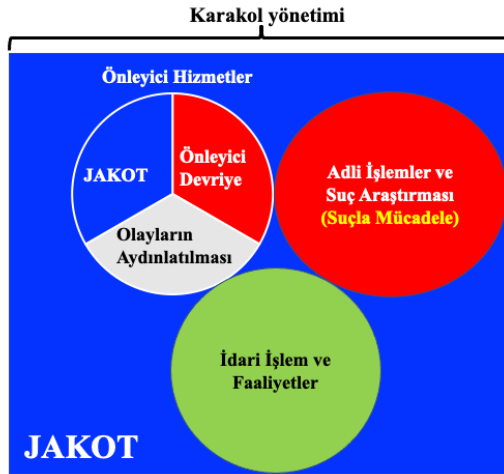 Karakol yönetimi
Önleyici Hizmetler
JAKOT
Önleyici
Devriye
Olayların
Aydınlatılması
Adli İşlemler ve
Suç Araştırması
(Suçla Mücadele)
İdari İşlem ve
Faaliyetler
JAKOT